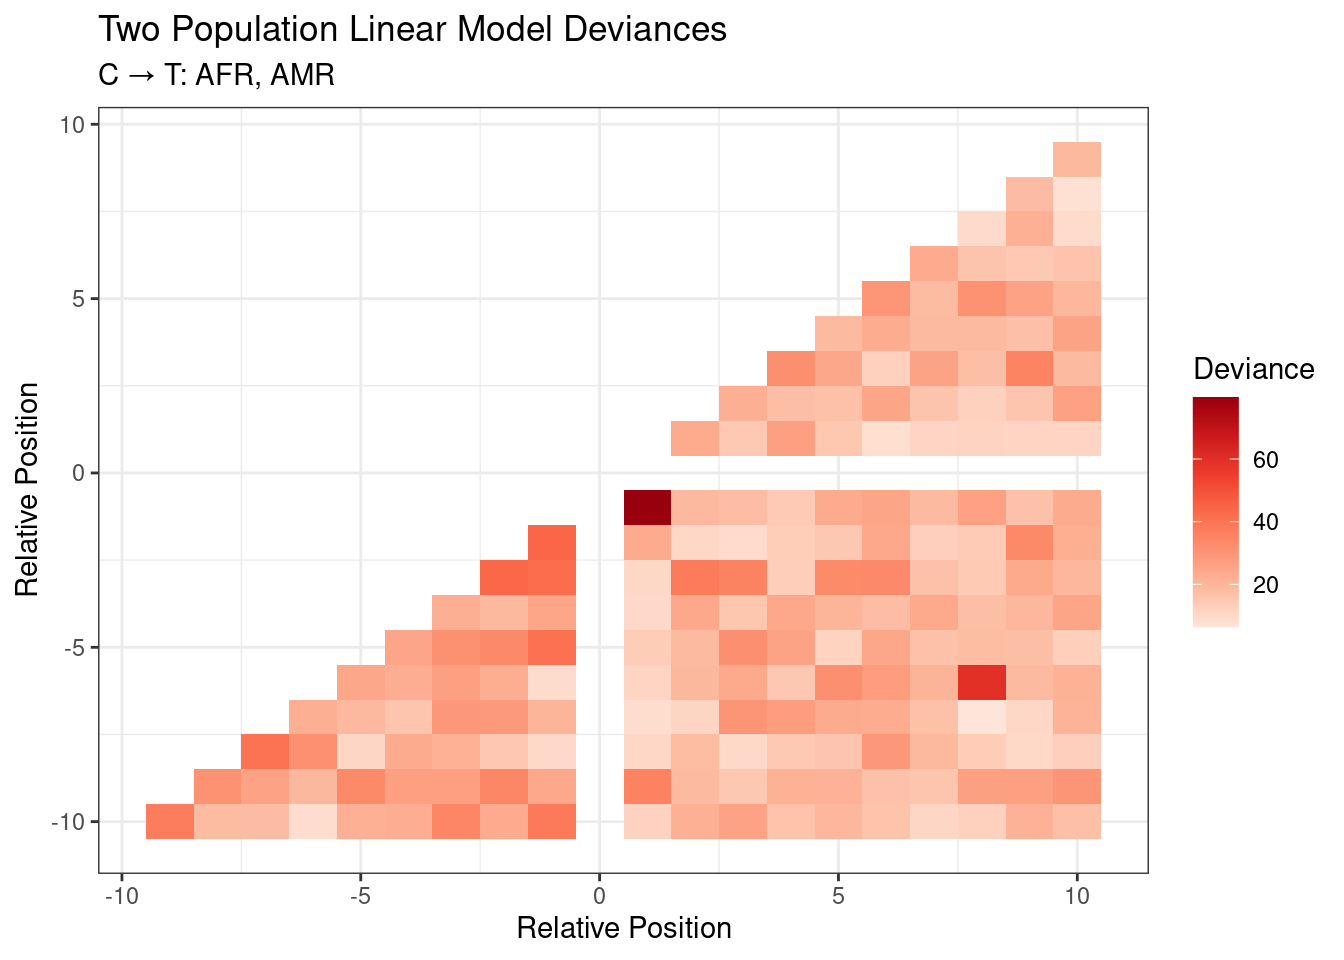 Two Population Linear Model Deviances
C → T: AFR, AMR
10
5
0
-5
-10
Relative Position
-10
-5
0
5
10
Relative Position
Deviance
60
40
20